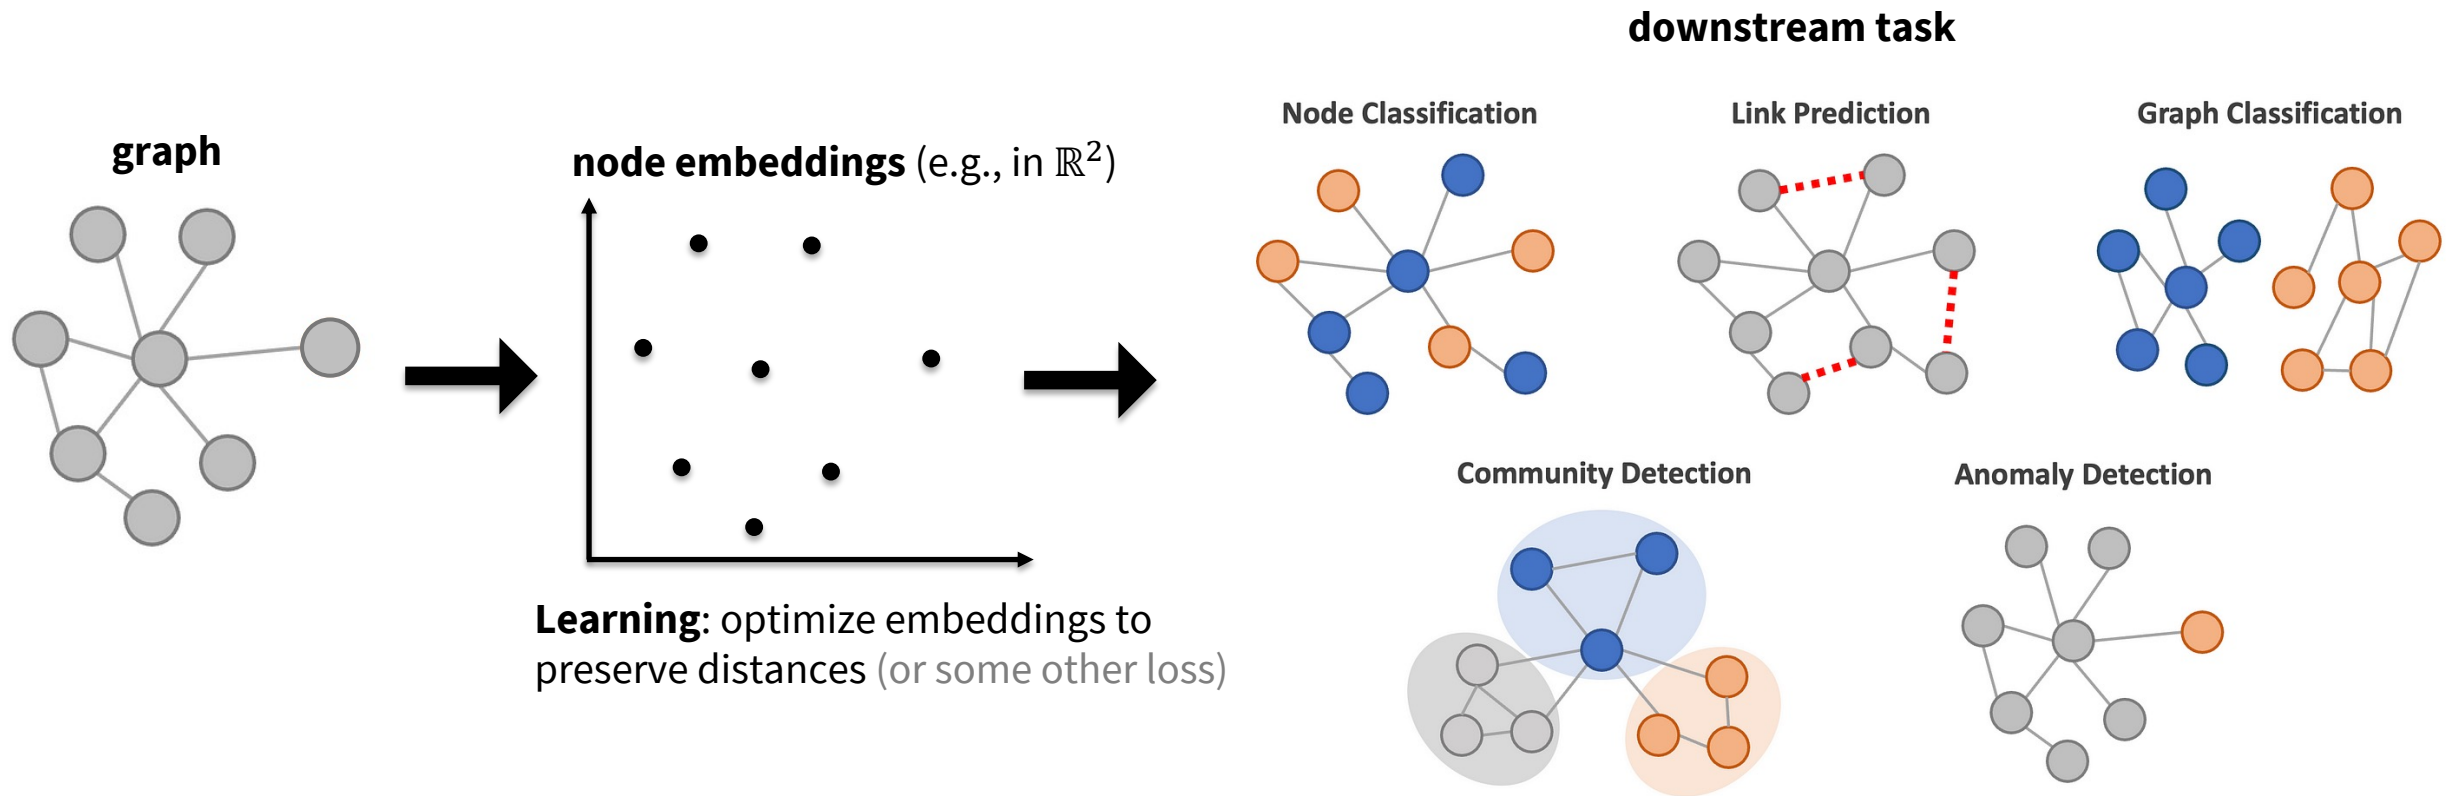 downstream task
graph
node embeddings (e.g., in ℝ²)
Learning: optimize embeddings to
preserve distances (or some other loss)
Node Classification
Link Prediction
Graph Classification
Community Detection
Anomaly Detection